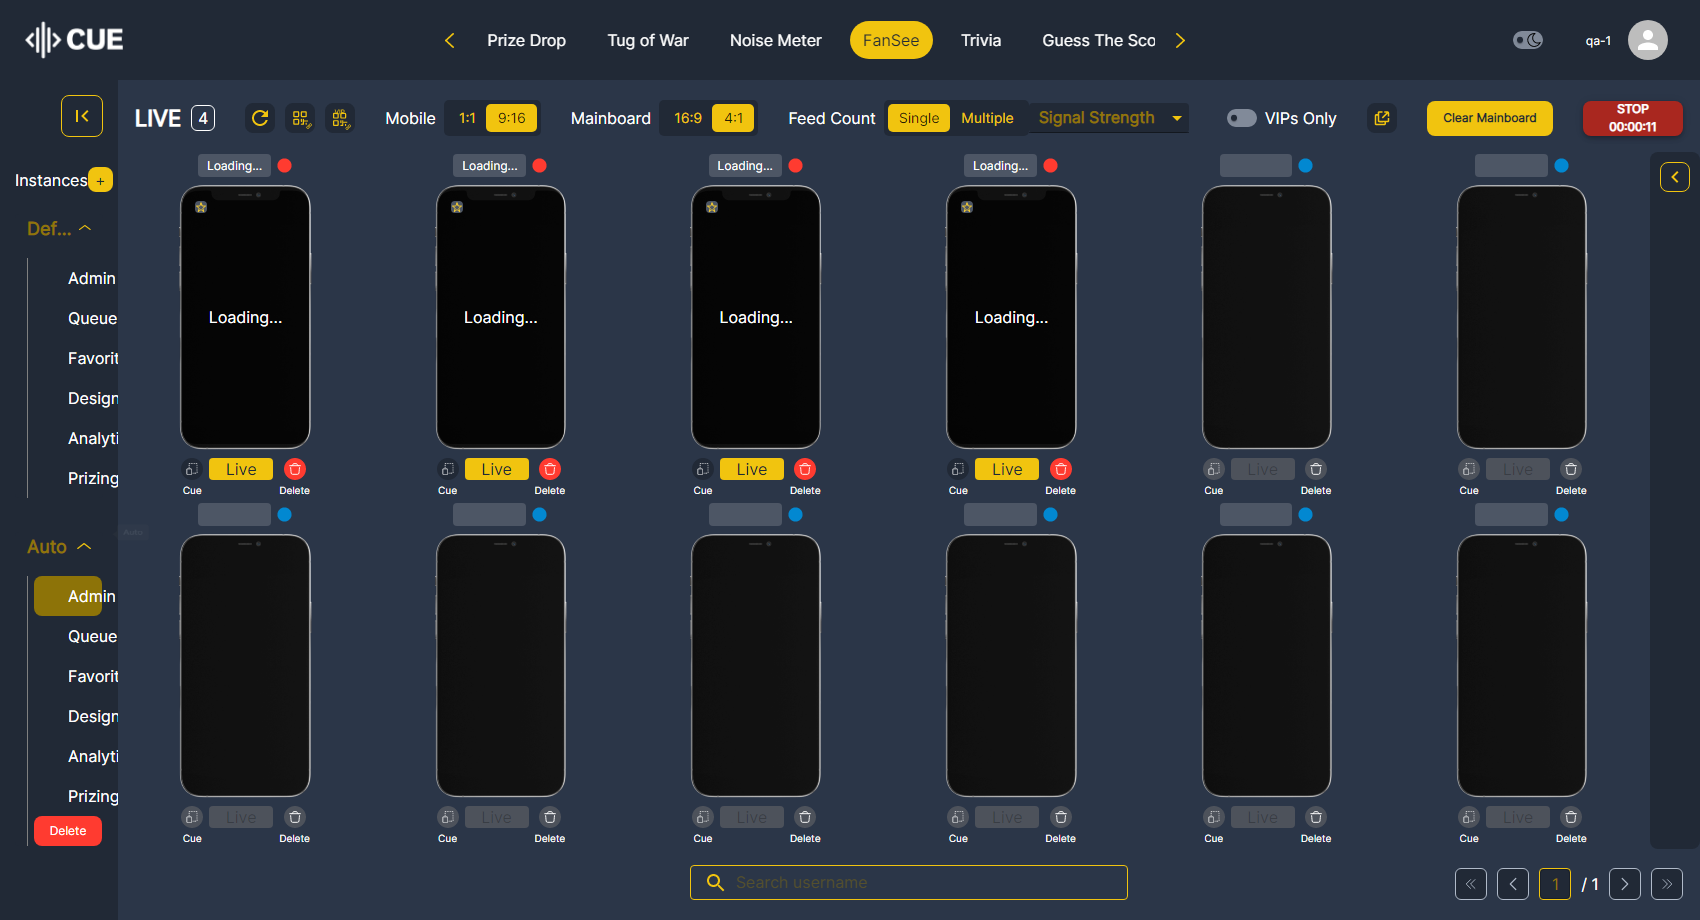 CUE
Prize Drop
Tug of War
Noise Meter
FanSee
Trivia
Guess The Sco
qa-1
LIVE 4
Mobile 1:1 9:16
Mainboard 16:9 4:1
Feed Count Single Multiple
Signal Strength
VIPs Only
Clear Mainboard
STOP
00:00:11
Instances +
Def...
Admin
Queue
Favorit
Design
Analyti
Prizing
Auto
Admin
Queue
Favorit
Design
Analyti
Prizing
Delete
Auto
Loading... Loading... Loading... Loading...
Loading... Loading... Loading... Loading...
Live Live Live Live Live Live
Cue Delete Cue Delete Cue Delete Cue Delete Cue Delete Cue Delete
Live Live Live Live Live Live
Cue Delete Cue Delete Cue Delete Cue Delete Cue Delete Cue Delete
Search username
« < 1 / 1 > »